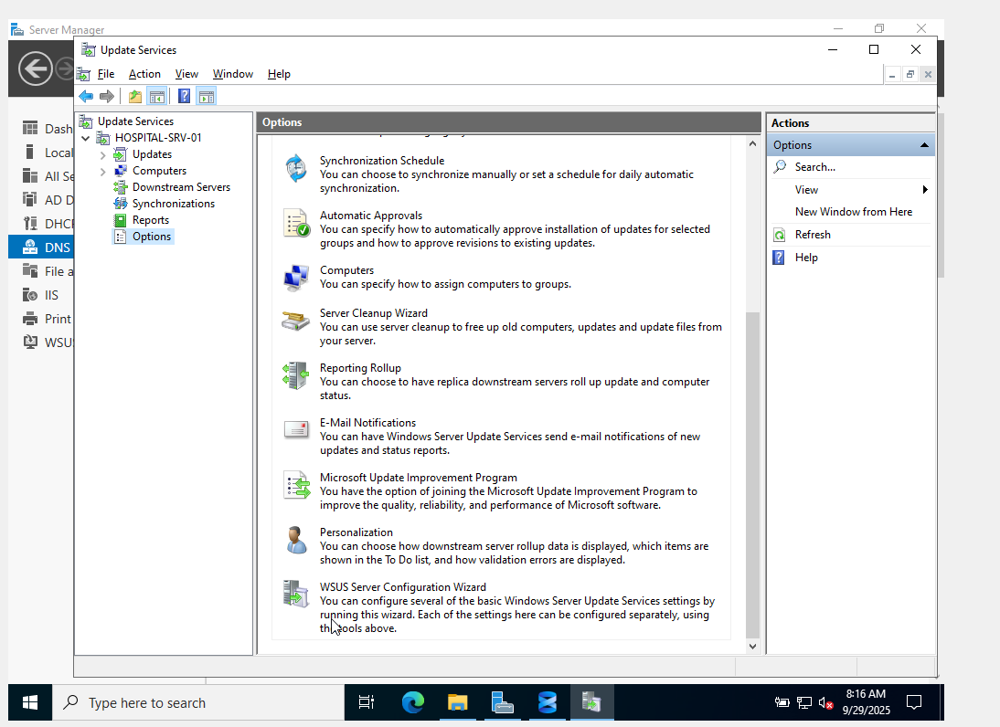 Server Manager
Update Services
File Action View Window Help
Dash
Local
All Se
AD D
DHCP
DNS
File a
IIS
Print
WSUS
Update Services
HOSPITAL-SRV-01
Updates
Computers
Downstream Servers
Synchronizations
Reports
Options
Options
Synchronization Schedule
You can choose to synchronize manually or set a schedule for daily automatic
synchronization.
Automatic Approvals
You can specify how to automatically approve installation of updates for selected
groups and how to approve revisions to existing updates.
Computers
You can specify how to assign computers to groups.
Server Cleanup Wizard
You can use server cleanup to free up old computers, updates and update files from
your server.
Reporting Rollup
You can choose to have replica downstream servers roll up update and computer
status.
E-Mail Notifications
You can have Windows Server Update Services send e-mail notifications of new
updates and status reports.
Microsoft Update Improvement Program
You have the option of joining the Microsoft Update Improvement Program to
improve the quality, reliability, and performance of Microsoft software.
Personalization
You can choose how downstream server rollup data is displayed, which items are
shown in the To Do list, and how validation errors are displayed.
WSUS Server Configuration Wizard
You can configure several of the basic Windows Server Update Services settings by
running this wizard. Each of the settings here can be configured separately, using
the tools above.
Actions
Options
Search...
View
New Window from Here
Refresh
Help
Type here to search
8:16 AM
9/29/2025